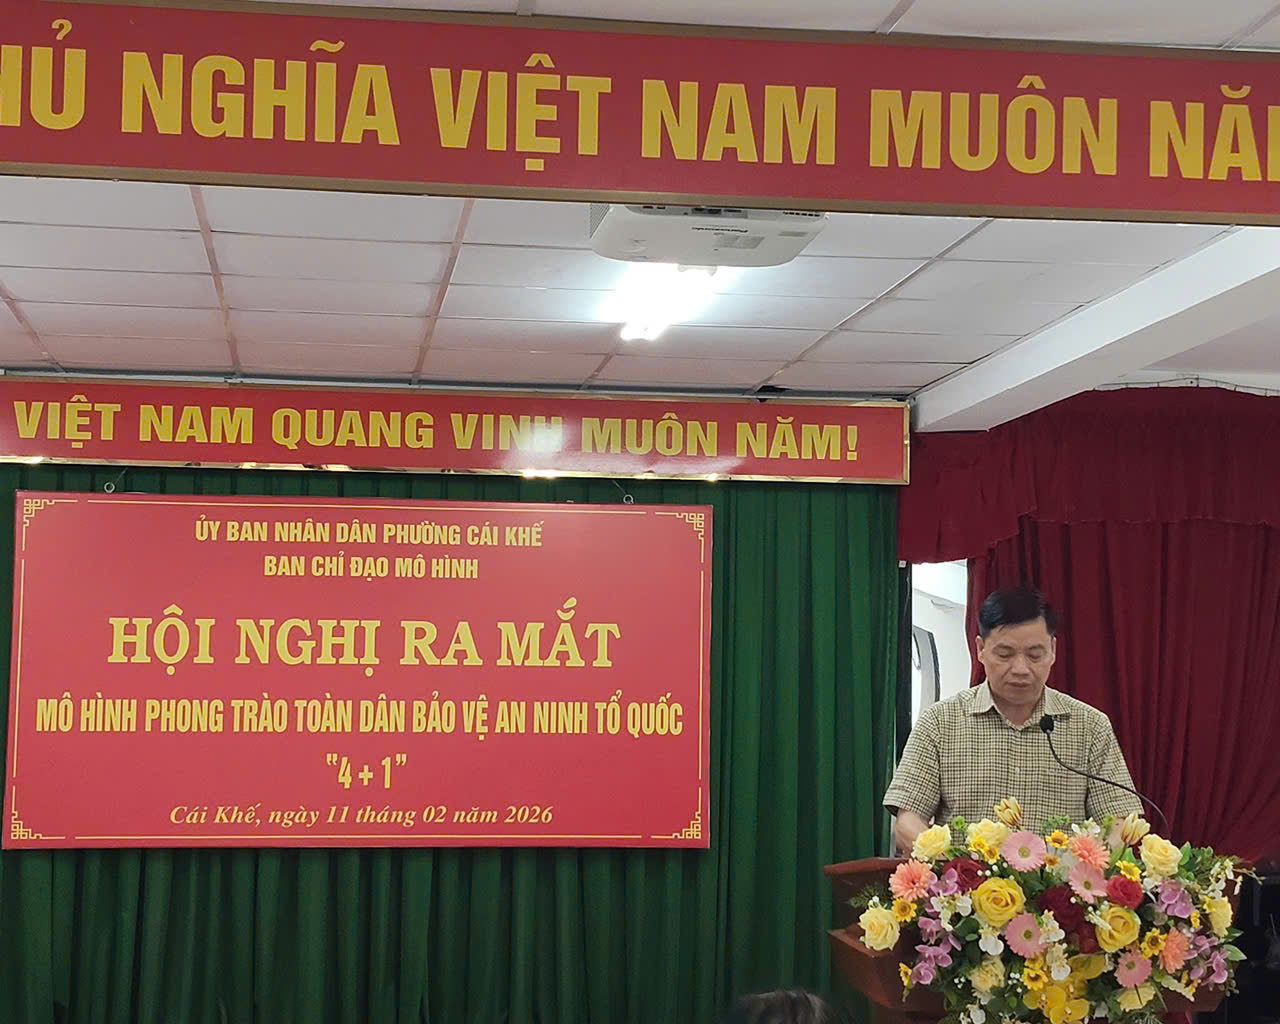 HỦ NGHĨA VIỆT NAM MUÔN NĂ
VIỆT NAM QUANG VINH MUÔN NĂM!
ỦY BAN NHÂN DÂN PHƯỜNG CÁI KHẾ
BAN CHỈ ĐẠO MÔ HÌNH
HỘI NGHỊ RA MẮT
MÔ HÌNH PHONG TRÀO TOÀN DÂN BẢO VỆ AN NINH TỔ QUỐC
"4 + 1"
Cái Khế, ngày 11 tháng 02 năm 2026
Panasonic